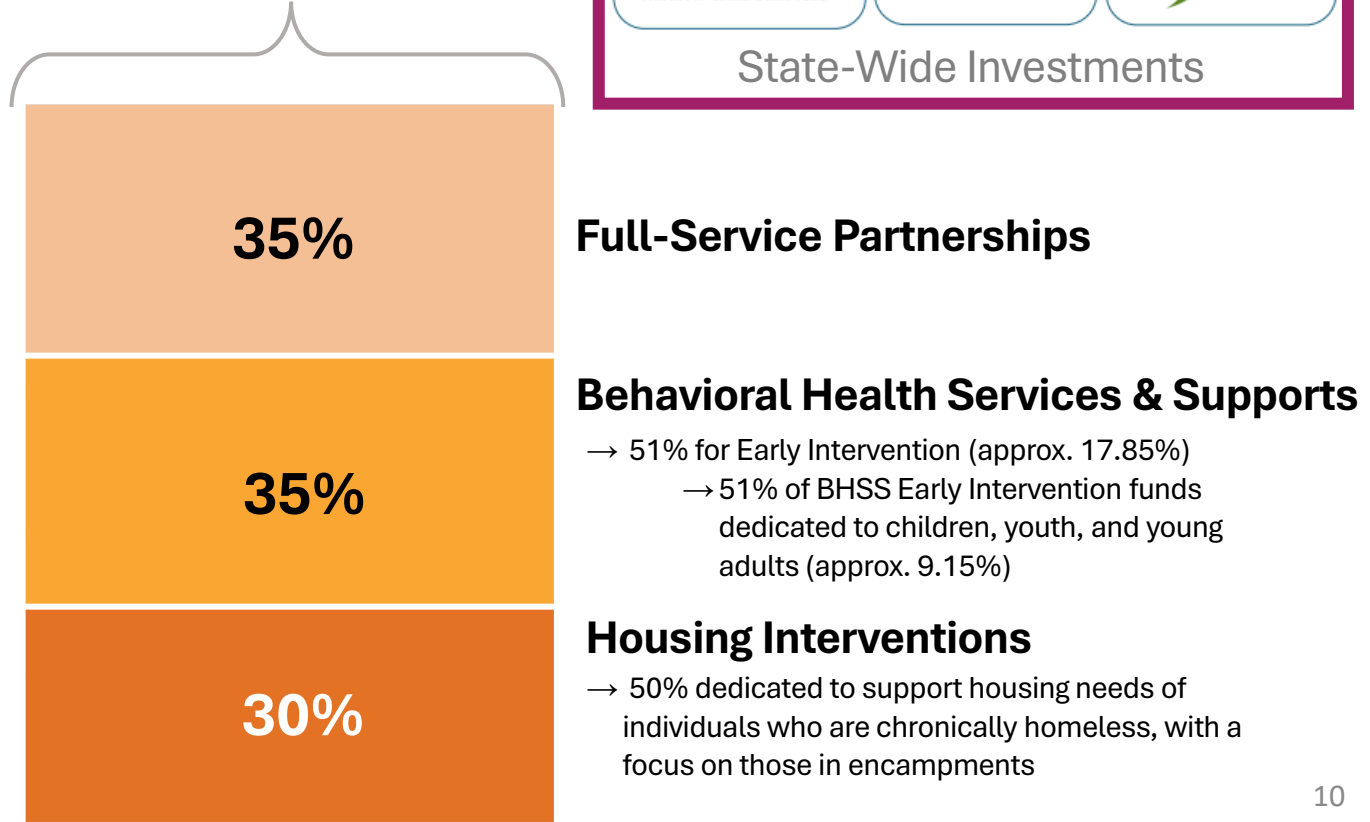 State-Wide Investments
35%
Full-Service Partnerships
35%
Behavioral Health Services & Supports
→ 51% for Early Intervention (approx. 17.85%)
→ 51% of BHSS Early Intervention funds
dedicated to children, youth, and young
adults (approx. 9.15%)
30%
Housing Interventions
→ 50% dedicated to support housing needs of
individuals who are chronically homeless, with a
focus on those in encampments
10